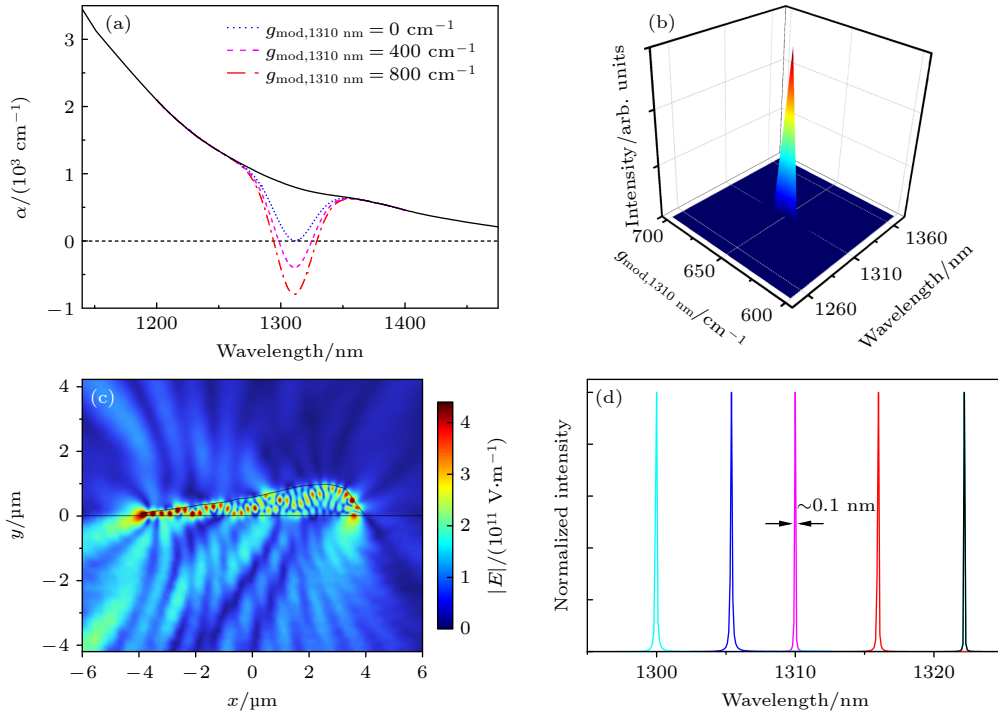 (a)
g_mod,1310 nm = 0 cm⁻¹
g_mod,1310 nm = 400 cm⁻¹
g_mod,1310 nm = 800 cm⁻¹
α/(10³ cm⁻¹)
3
2
1
0
−1
1200
1300
1400
Wavelength/nm
(b)
Intensity/arb. units
700
650
600
g_mod,1310 nm/cm⁻¹
1260
1310
1360
Wavelength/nm
(c)
4
2
0
−2
−4
y/µm
−6
−4
−2
0
2
4
6
x/µm
4
3
2
1
0
|E|/(10¹¹ V·m⁻¹)
(d)
~0.1 nm
Normalized intensity
1300
1310
1320
Wavelength/nm